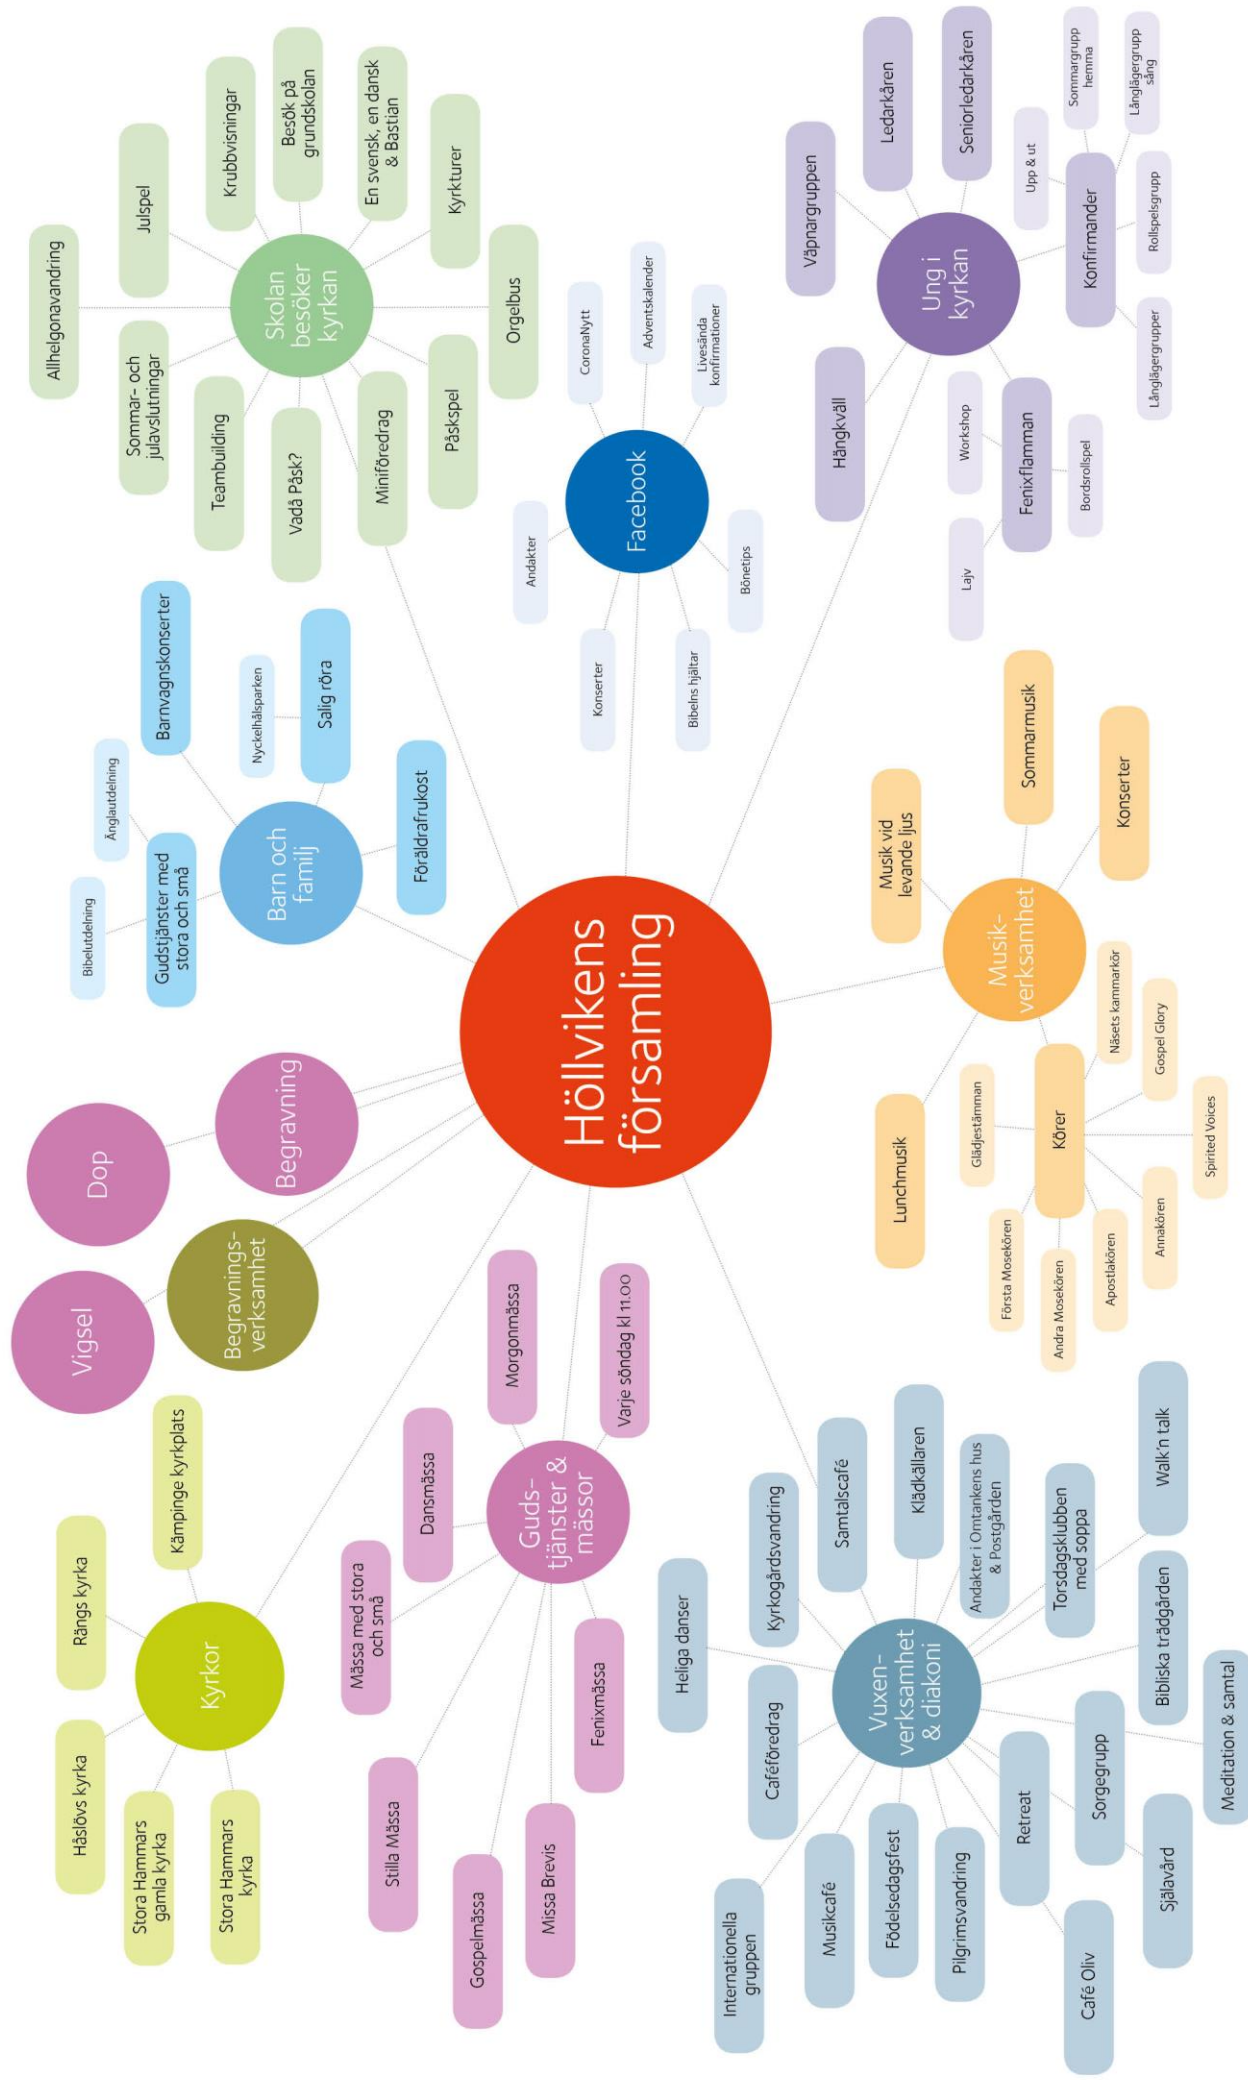 Höllvikens
församling
Kyrkor
Stora Hammars
gamla kyrka
Håslövs kyrka
Rängs kyrka
Kämpinge kyrkplats
Stora Hammars
kyrka
Vigsel
Begravnings-
verksamhet
Dop
Begravning
Barn och
familj
Bibelutdelning
Änglautdelning
Gudstjänster med
stora och små
Barnvagnskonserter
Nyckelhålsparken
Salig röra
Föräldrafrukost
Skolan
besöker
kyrkan
Allhelgonavandring
Julspel
Sommar- och
julavslutningar
Krubbvisningar
Teambuilding
Besök på
grundskolan
Vadå Påsk?
En svensk, en dansk
& Bastian
Miniföredrag
Kyrkturer
Påskspel
Orgelbus
Guds-
tjänster &
mässor
Mässa med stora
och små
Dansmässa
Morgonmässa
Stilla Mässa
Gospelmässa
Missa Brevis
Fenixmässa
Varje söndag kl 11.00
Facebook
Andakter
CoronaNytt
Adventskalender
Livesända
konfirmationer
Konserter
Bibelns hjältar
Bönetips
Vuxen-
verksamhet
& diakoni
Heliga danser
Kyrkogårdsvandring
Caféföredrag
Samtalscafé
Internationella
gruppen
Musikcafé
Klädkällaren
Födelsedagsfest
Andakter i Omtankens hus
& Postgården
Pilgrimsvandring
Torsdagsklubben
med soppa
Retreat
Walk'n talk
Café Oliv
Sorgegrupp
Bibliska trädgården
Själavård
Meditation & samtal
Musik-
verksamhet
Lunchmusik
Musik vid
levande ljus
Sommarmusik
Konserter
Körer
Glädjestämman
Första Mosekören
Andra Mosekören
Apostlakören
Annakören
Spirited Voices
Gospel Glory
Näsets kammarkör
Ung i
kyrkan
Hängkväll
Väpnargruppen
Ledarkåren
Seniorledarkåren
Fenixflamman
Workshop
Lajv
Bordsrollspel
Konfirmander
Upp & ut
Sommargrupp
hemma
Långlägergrupp
sång
Rollspelsgrupp
Långlägergrupper